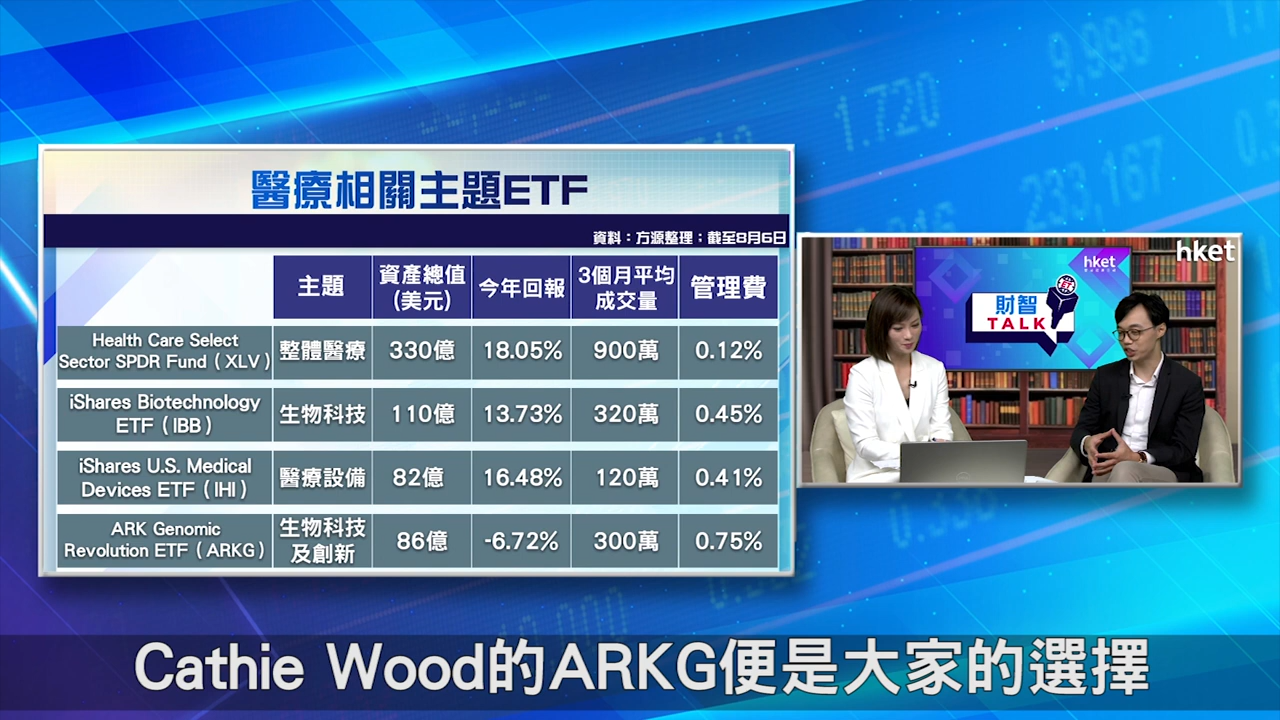 醫療相關主題ETF
資料：方源整理；截至8月6日
主題
資產總值
(美元)
今年回報
3個月平均
成交量
管理費
Health Care Select
Sector SPDR Fund（XLV）
整體醫療
330億
18.05%
900萬
0.12%
iShares Biotechnology
ETF（IBB）
生物科技
110億
13.73%
320萬
0.45%
iShares U.S. Medical
Devices ETF（IHI）
醫療設備
82億
16.48%
120萬
0.41%
ARK Genomic
Revolution ETF（ARKG）
生物科技
及創新
86億
-6.72%
300萬
0.75%
hket
hket
財智
TALK
1.720
9,996
233,167
0.336
Cathie Wood的ARKG便是大家的選擇